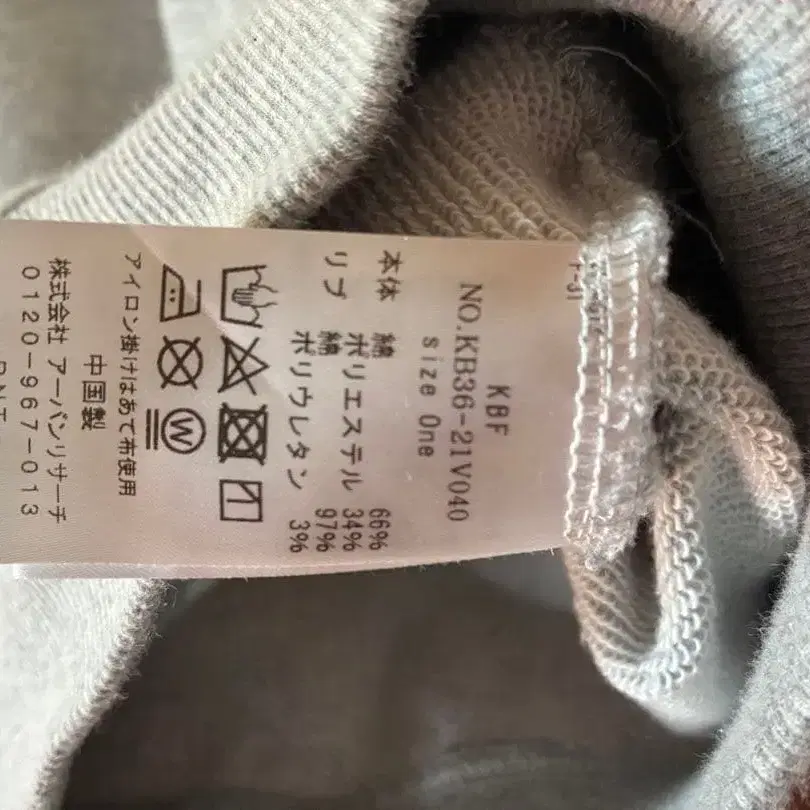 KBF
NO.KB36-21V040
size One
本体 綿 66%
ポリエステル 34%
リブ 綿 97%
ポリウレタン 3%
W
アイロン掛けはあて布使用
中国製
株式会社 アーバンリサーチ
0120-967-013